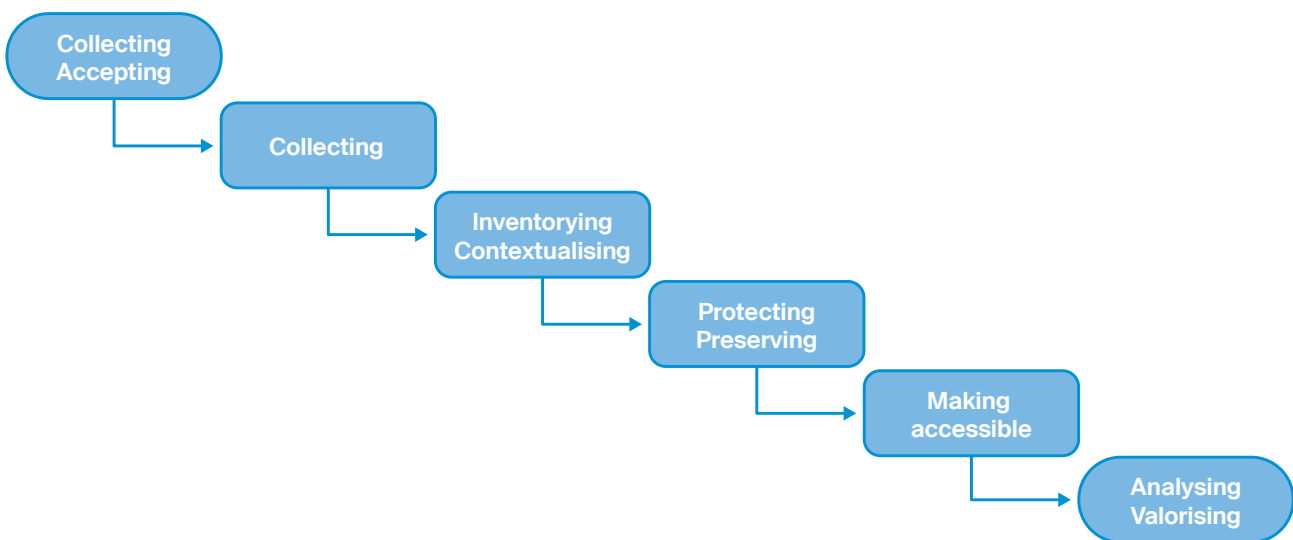 Collecting
Accepting
Collecting
Inventorying
Contextualising
Protecting
Preserving
Making
accessible
Analysing
Valorising